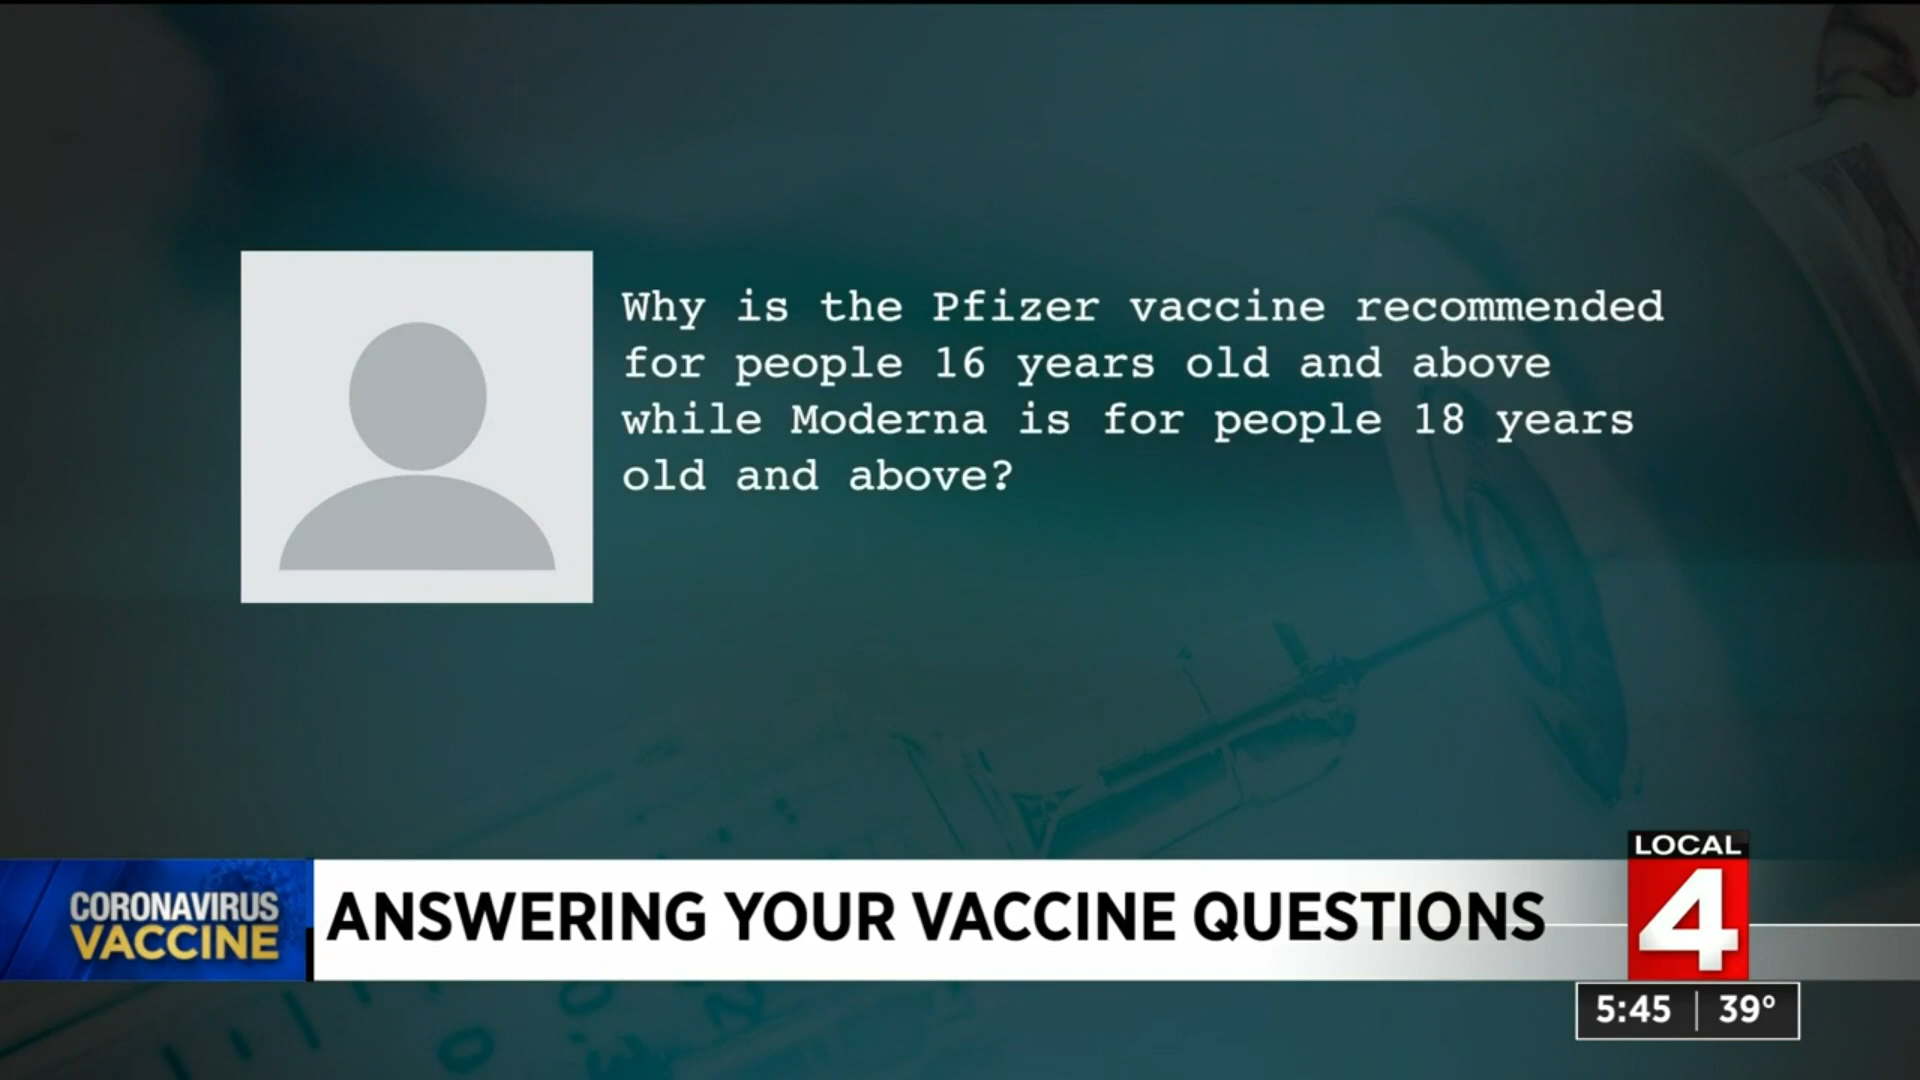 Why is the Pfizer vaccine recommended
for people 16 years old and above
while Moderna is for people 18 years
old and above?
CORONAVIRUS
VACCINE
ANSWERING YOUR VACCINE QUESTIONS
LOCAL
4
5:45 | 39°